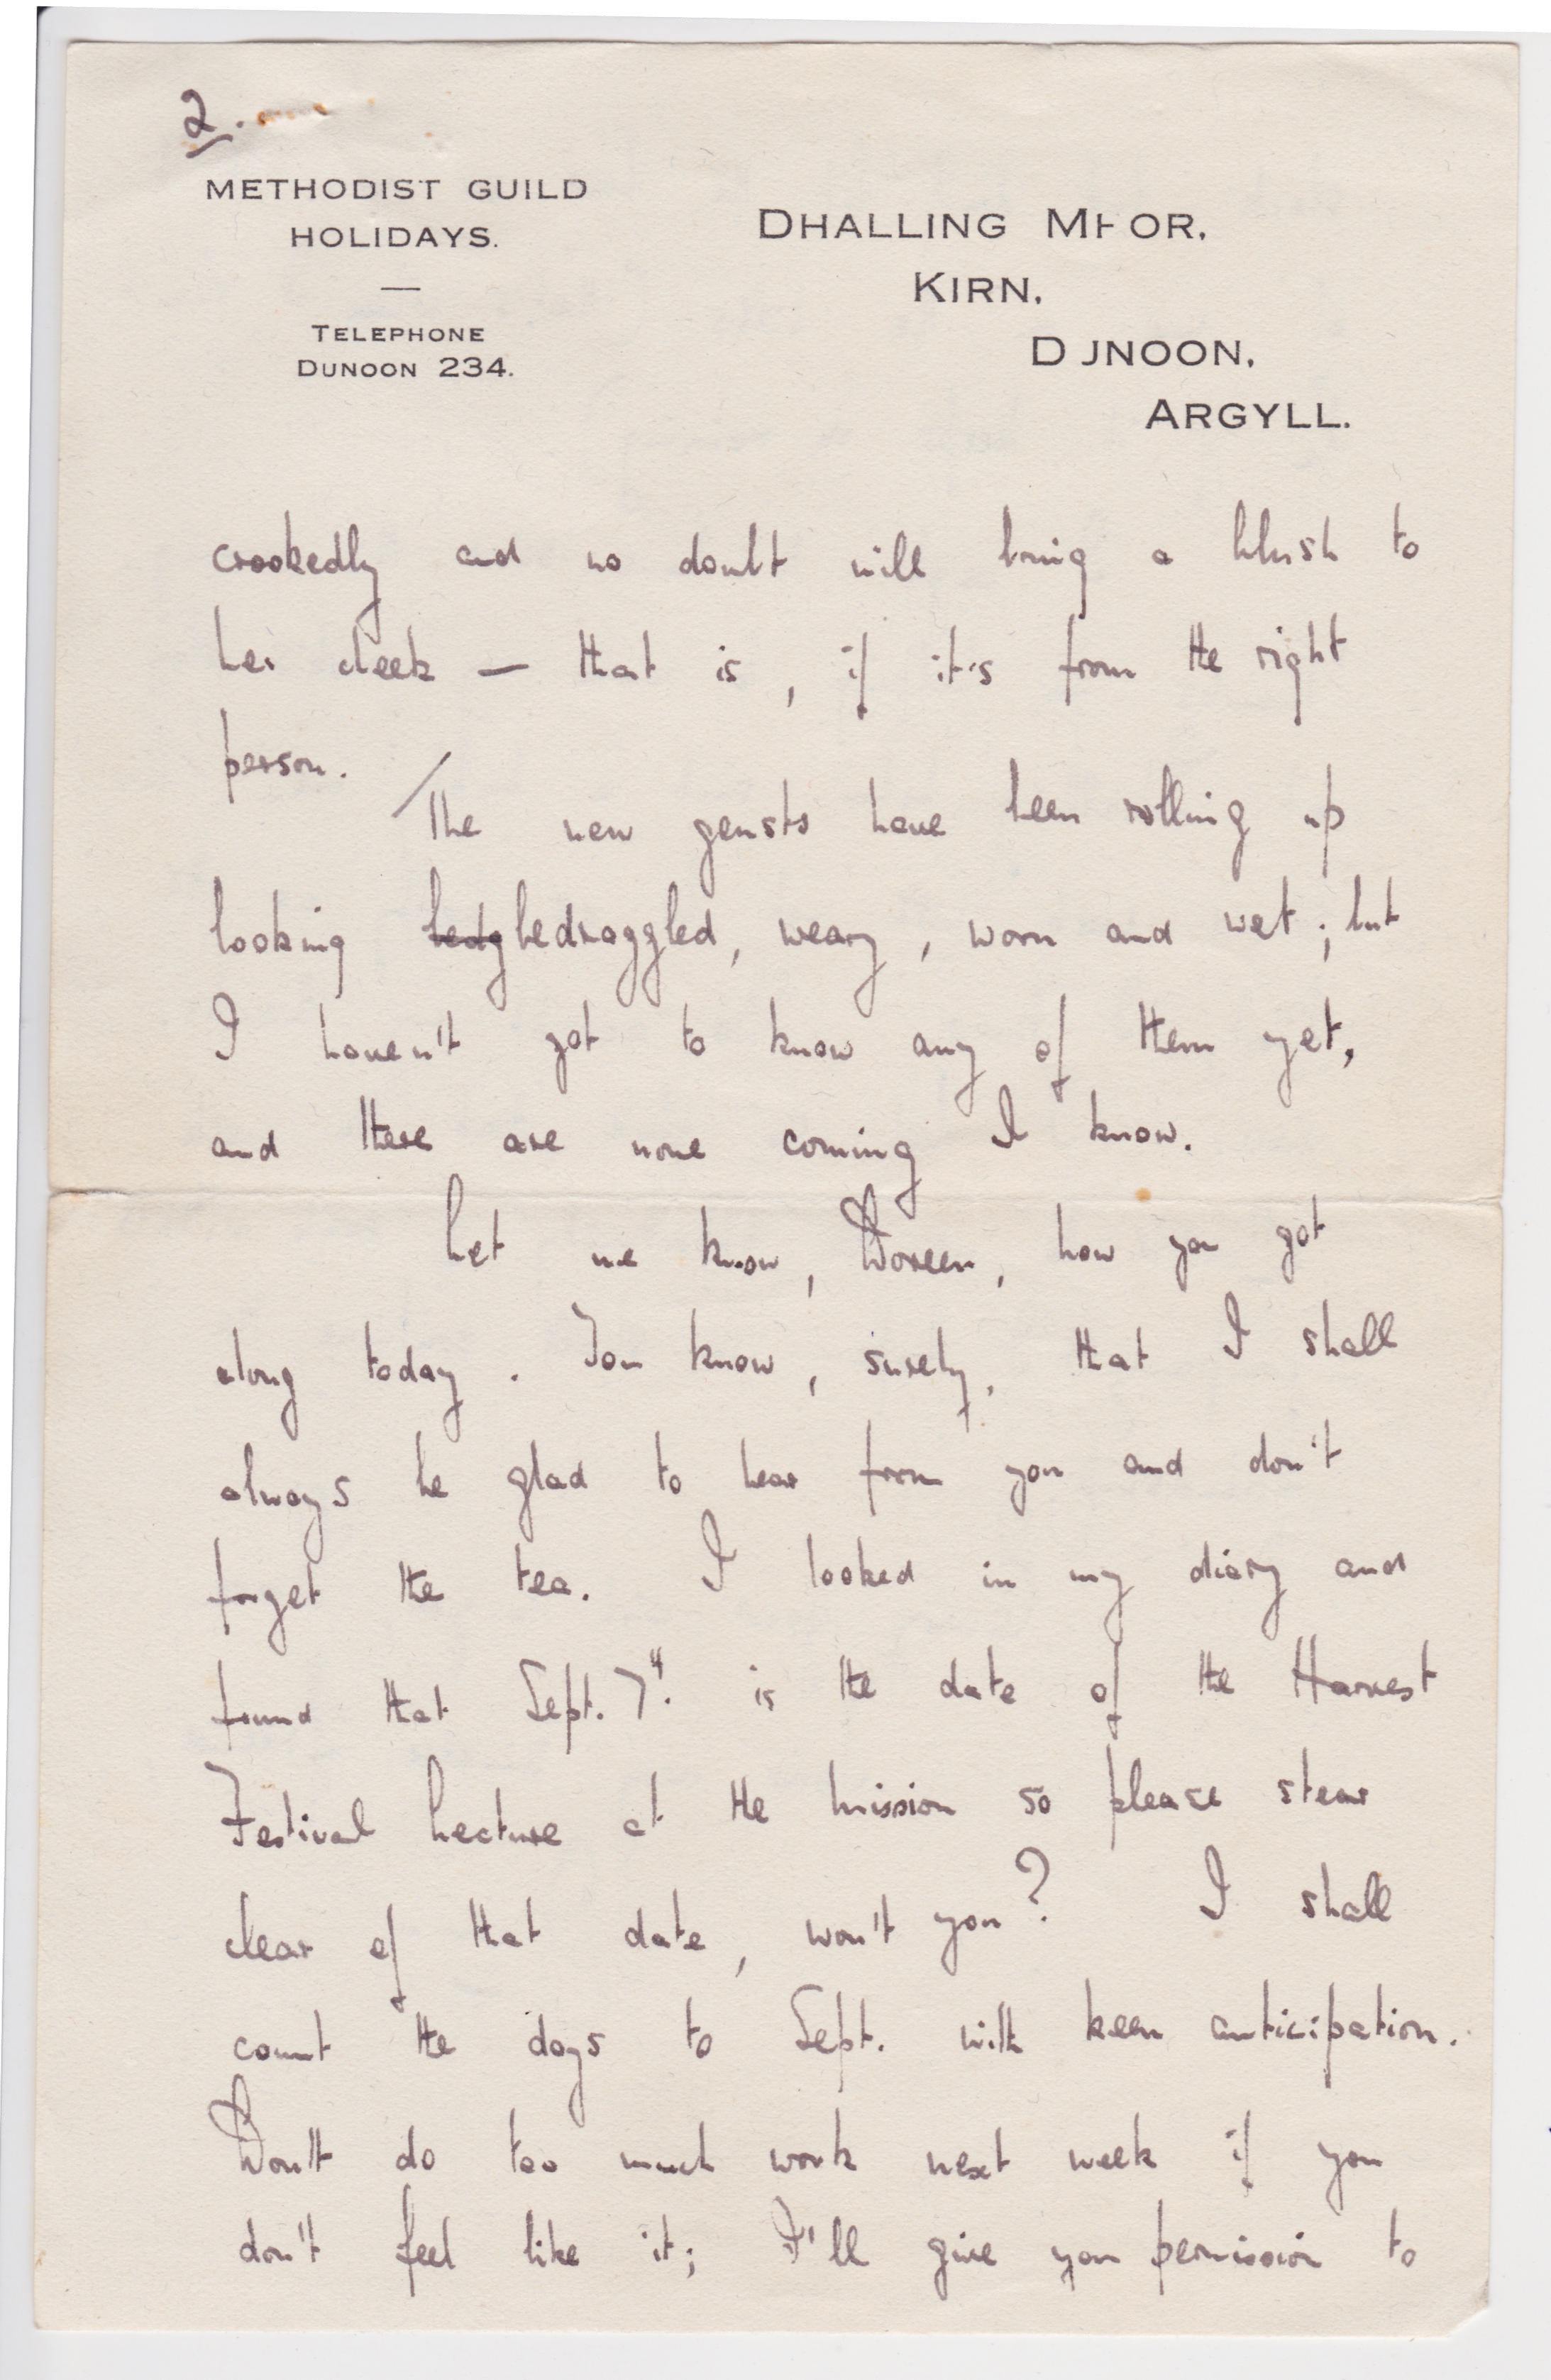 2.
METHODIST GUILD
HOLIDAYS.
—
TELEPHONE
DUNOON 234.
DHALLING MHOR,
KIRN,
DUNOON,
ARGYLL.
crookedly and no doubt will bring a blush to
her cheek — that is, if it's from the right
person.
The new geusts have been rolling up
looking bedg bedraggled, weary, worn and wet; but
I haven't got to know any of them yet,
and there are none coming I know.
Let me know, Doreen, how you got
along today. You know, surely, that I shall
always be glad to hear from you and don't
forget the tea. I looked in my diary and
found that Sept. 7th. is the date of the Harvest
Festival Lecture at the Mission so please stear
clear of that date, won't you? I shall
count the days to Sept. with keen anticipation.
Don't do too much work next week if you
don't feel like it; I'll give you permission to